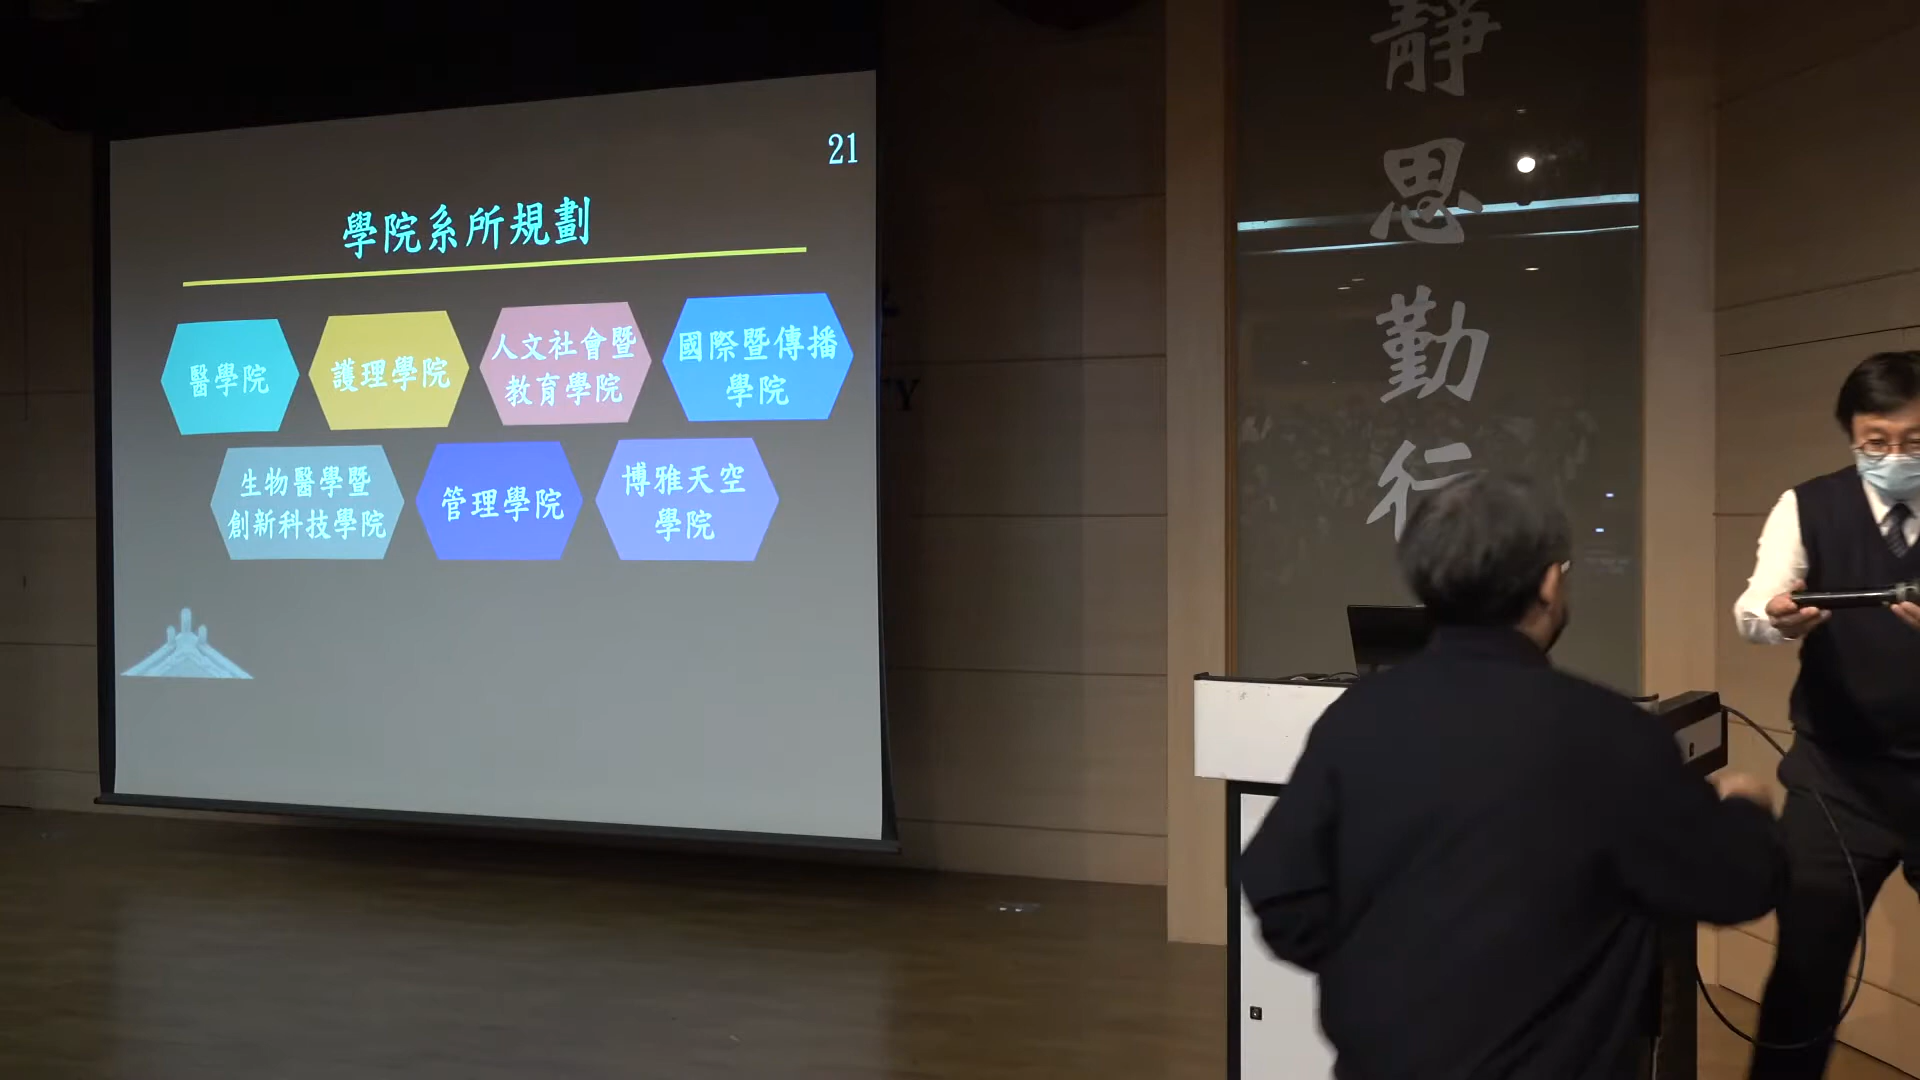 21
學院系所規劃
醫學院
護理學院
人文社會暨
教育學院
國際暨傳播
學院
生物醫學暨
創新科技學院
管理學院
博雅天空
學院
靜思勤行